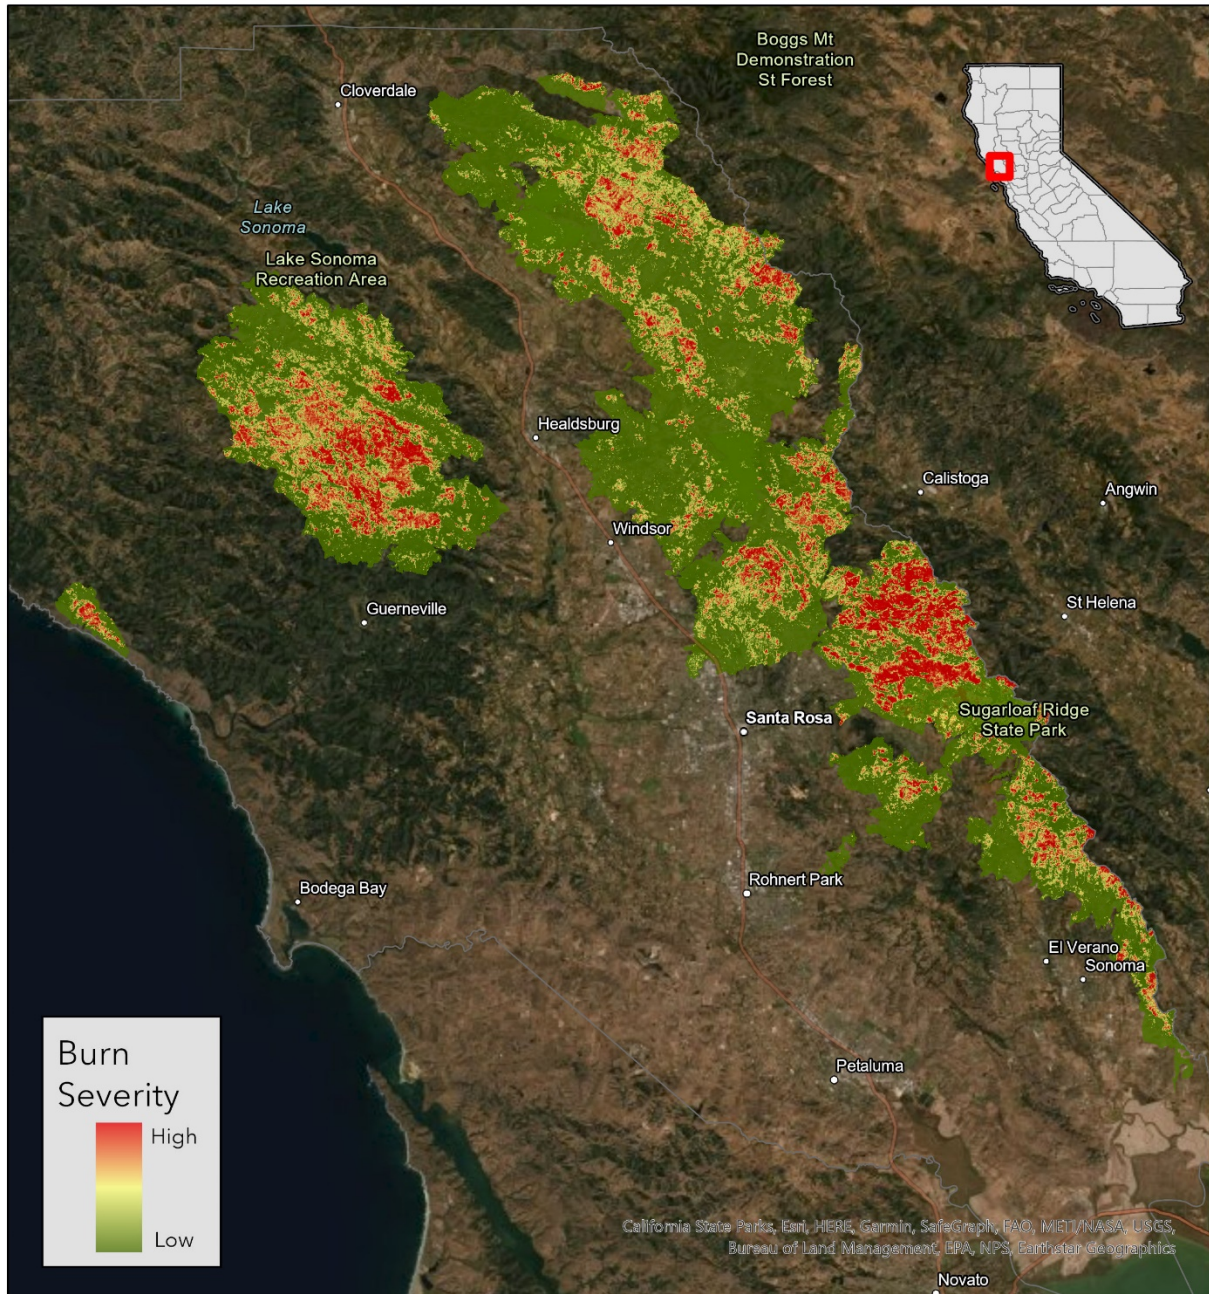 Boggs Mt
Demonstration
St Forest
Cloverdale
Lake
Sonoma
Lake Sonoma
Recreation Area
Healdsburg
Calistoga
Angwin
Windsor
Guerneville
St Helena
Sugarloaf Ridge
State Park
Santa Rosa
Rohnert Park
Bodega Bay
El Verano
Sonoma
Petaluma
Burn
Severity
High
Low
California State Parks, Esri, HERE, Garmin, SafeGraph, FAO, METI/NASA, USGS,
Bureau of Land Management, EPA, NPS, Earthstar Geographics
Novato